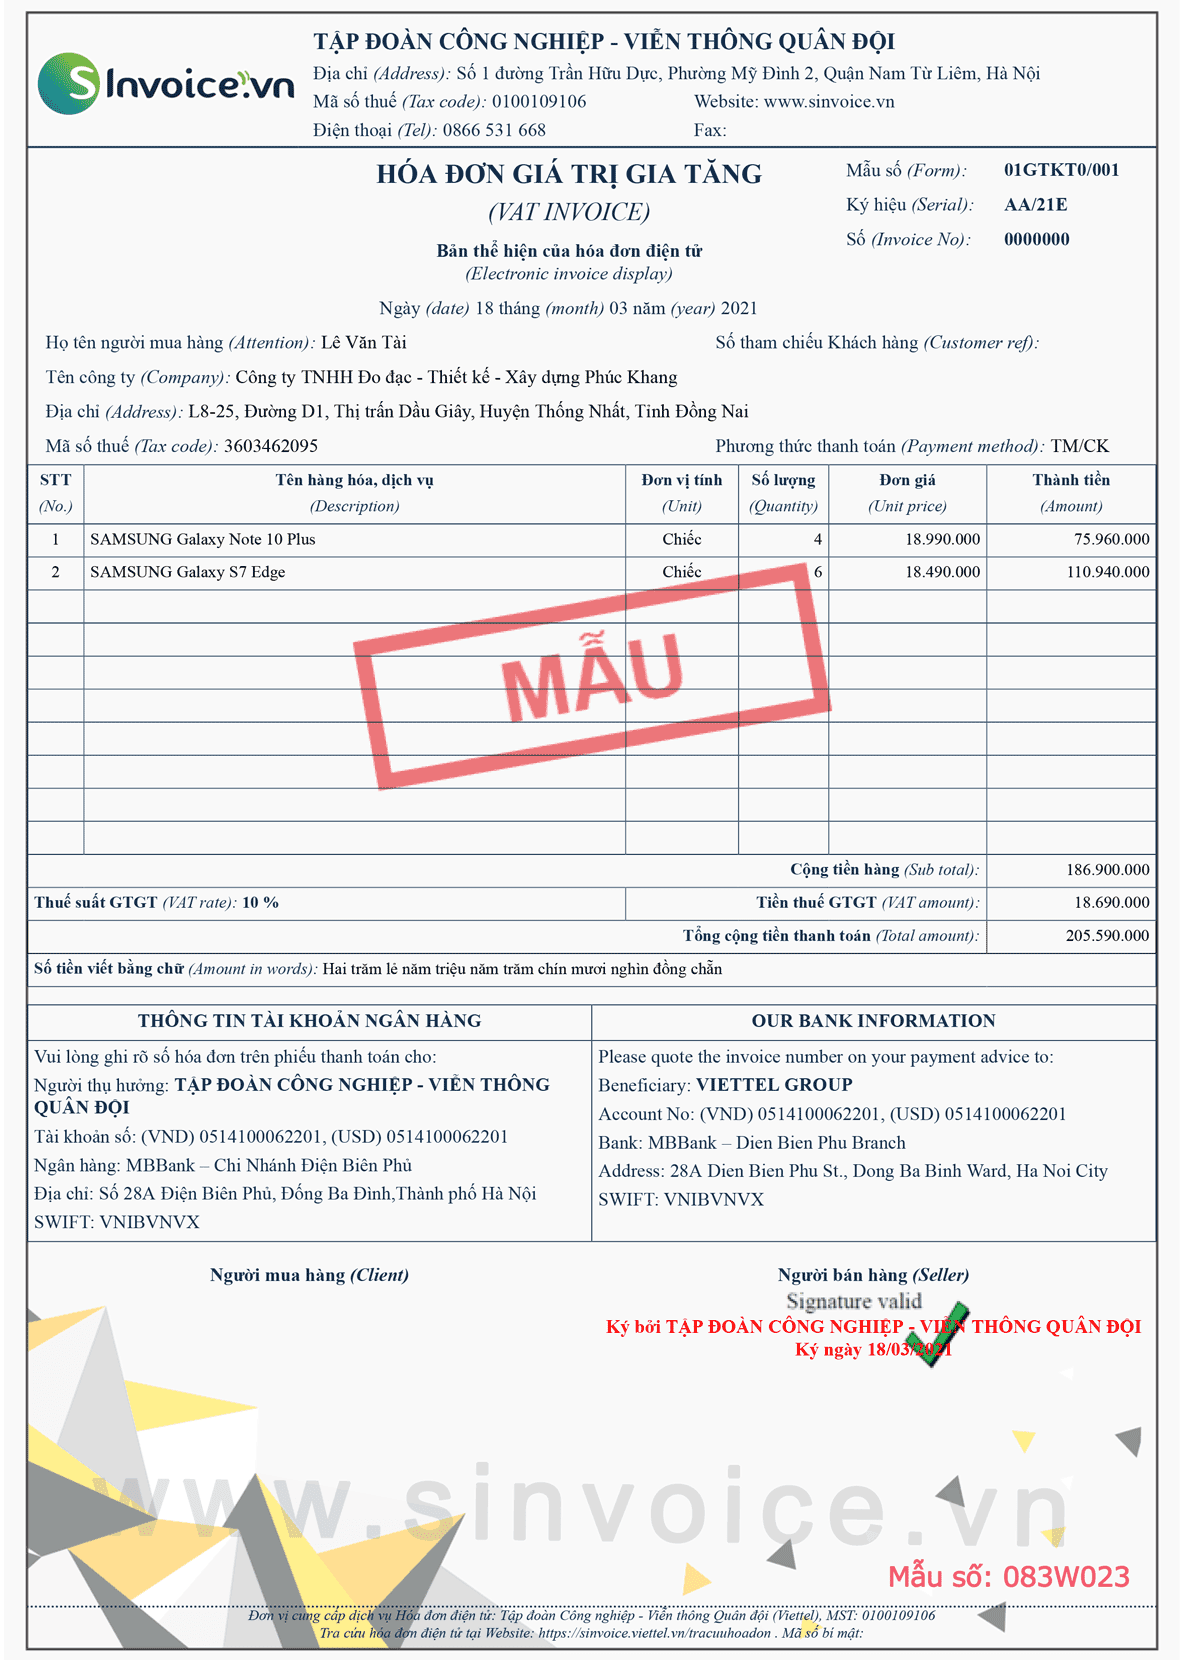 SInvoice.vn
TẬP ĐOÀN CÔNG NGHIỆP - VIỄN THÔNG QUÂN ĐỘI
Địa chỉ (Address): Số 1 đường Trần Hữu Dực, Phường Mỹ Đình 2, Quận Nam Từ Liêm, Hà Nội
Mã số thuế (Tax code): 0100109106 Website: www.sinvoice.vn
Điện thoại (Tel): 0866 531 668 Fax:
HÓA ĐƠN GIÁ TRỊ GIA TĂNG
(VAT INVOICE)
Bản thể hiện của hóa đơn điện tử
(Electronic invoice display)
Ngày (date) 18 tháng (month) 03 năm (year) 2021
Mẫu số (Form): 01GTKT0/001
Ký hiệu (Serial): AA/21E
Số (Invoice No): 0000000
Họ tên người mua hàng (Attention): Lê Văn Tài Số tham chiếu Khách hàng (Customer ref):
Tên công ty (Company): Công ty TNHH Đo đạc - Thiết kế - Xây dựng Phúc Khang
Địa chỉ (Address): L8-25, Đường D1, Thị trấn Dầu Giây, Huyện Thống Nhất, Tỉnh Đồng Nai
Mã số thuế (Tax code): 3603462095 Phương thức thanh toán (Payment method): TM/CK
STT Tên hàng hóa, dịch vụ Đơn vị tính Số lượng Đơn giá Thành tiền
(No.) (Description) (Unit) (Quantity) (Unit price) (Amount)
1 SAMSUNG Galaxy Note 10 Plus Chiếc 4 18.990.000 75.960.000
2 SAMSUNG Galaxy S7 Edge Chiếc 6 18.490.000 110.940.000
MẪU
Cộng tiền hàng (Sub total): 186.900.000
Thuế suất GTGT (VAT rate): 10 % Tiền thuế GTGT (VAT amount): 18.690.000
Tổng cộng tiền thanh toán (Total amount): 205.590.000
Số tiền viết bằng chữ (Amount in words): Hai trăm lẻ năm triệu năm trăm chín mươi nghìn đồng chẵn
THÔNG TIN TÀI KHOẢN NGÂN HÀNG
Vui lòng ghi rõ số hóa đơn trên phiếu thanh toán cho:
Người thụ hưởng: TẬP ĐOÀN CÔNG NGHIỆP - VIỄN THÔNG
QUÂN ĐỘI
Tài khoản số: (VND) 0514100062201, (USD) 0514100062201
Ngân hàng: MBBank – Chi Nhánh Điện Biên Phủ
Địa chỉ: Số 28A Điện Biên Phủ, Đống Ba Đình,Thành phố Hà Nội
SWIFT: VNIBVNVX
OUR BANK INFORMATION
Please quote the invoice number on your payment advice to:
Beneficiary: VIETTEL GROUP
Account No: (VND) 0514100062201, (USD) 0514100062201
Bank: MBBank – Dien Bien Phu Branch
Address: 28A Dien Bien Phu St., Dong Ba Binh Ward, Ha Noi City
SWIFT: VNIBVNVX
Người mua hàng (Client) Người bán hàng (Seller)
Signature valid
Ký bởi TẬP ĐOÀN CÔNG NGHIỆP - VIỄN THÔNG QUÂN ĐỘI
Ký ngày 18/03/2021
www.sinvoice.vn
Mẫu số: 083W023
Đơn vị cung cấp dịch vụ Hóa đơn điện tử: Tập đoàn Công nghiệp - Viễn thông Quân đội (Viettel), MST: 0100109106
Tra cứu hóa đơn điện tử tại Website: https://sinvoice.viettel.vn/tracuuhoadon . Mã số bí mật: